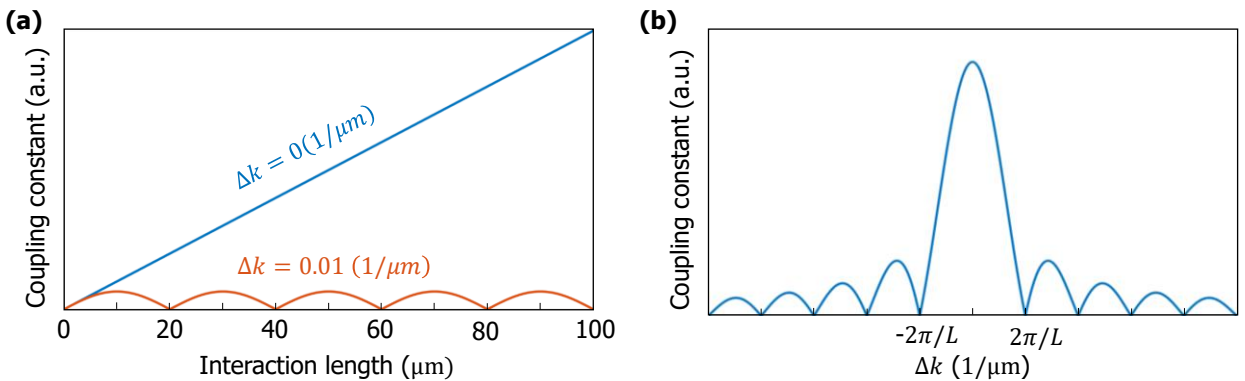 (a)
Coupling constant (a.u.)
Δk = 0(1/μm)
Δk = 0.01 (1/μm)
0 20 40 60 80 100
Interaction length (μm)
(b)
Coupling constant (a.u.)
-2π/L 2π/L
Δk (1/μm)